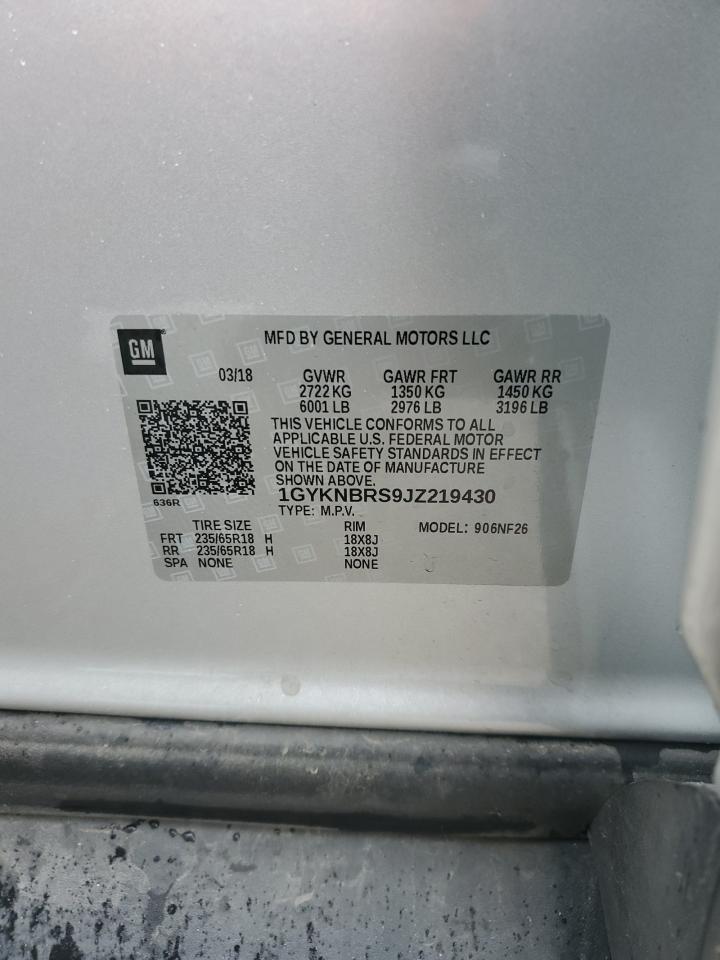 GM
MFD BY GENERAL MOTORS LLC
03/18 GVWR GAWR FRT GAWR RR
2722 KG 1350 KG 1450 KG
6001 LB 2976 LB 3196 LB
THIS VEHICLE CONFORMS TO ALL
APPLICABLE U.S. FEDERAL MOTOR
VEHICLE SAFETY STANDARDS IN EFFECT
ON THE DATE OF MANUFACTURE
SHOWN ABOVE.
636R
1GYKNBRS9JZ219430
TYPE: M.P.V.
TIRE SIZE RIM MODEL: 906NF26
FRT 235/65R18 H 18X8J
RR 235/65R18 H 18X8J
SPA NONE NONE